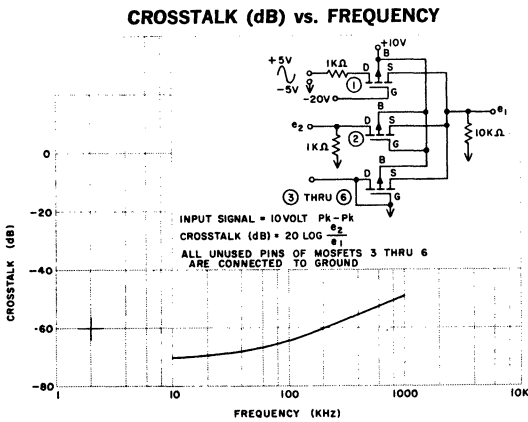 CROSSTALK (dB) vs. FREQUENCY
+10V
B
+5V
1KΩ
D
S
-5V
①
G
-20V
B
e₂
D
S
e₁
②
G
1KΩ
10KΩ
B
D
S
③ THRU ⑥
G
INPUT SIGNAL = 10 VOLT Pk-Pk
CROSSTALK (dB) = 20 LOG e₂/e₁
ALL UNUSED PINS OF MOSFETS 3 THRU 6
ARE CONNECTED TO GROUND
CROSSTALK (dB)
0
-20
-40
-60
-80
1
10
100
1000
10K
FREQUENCY (KHz)